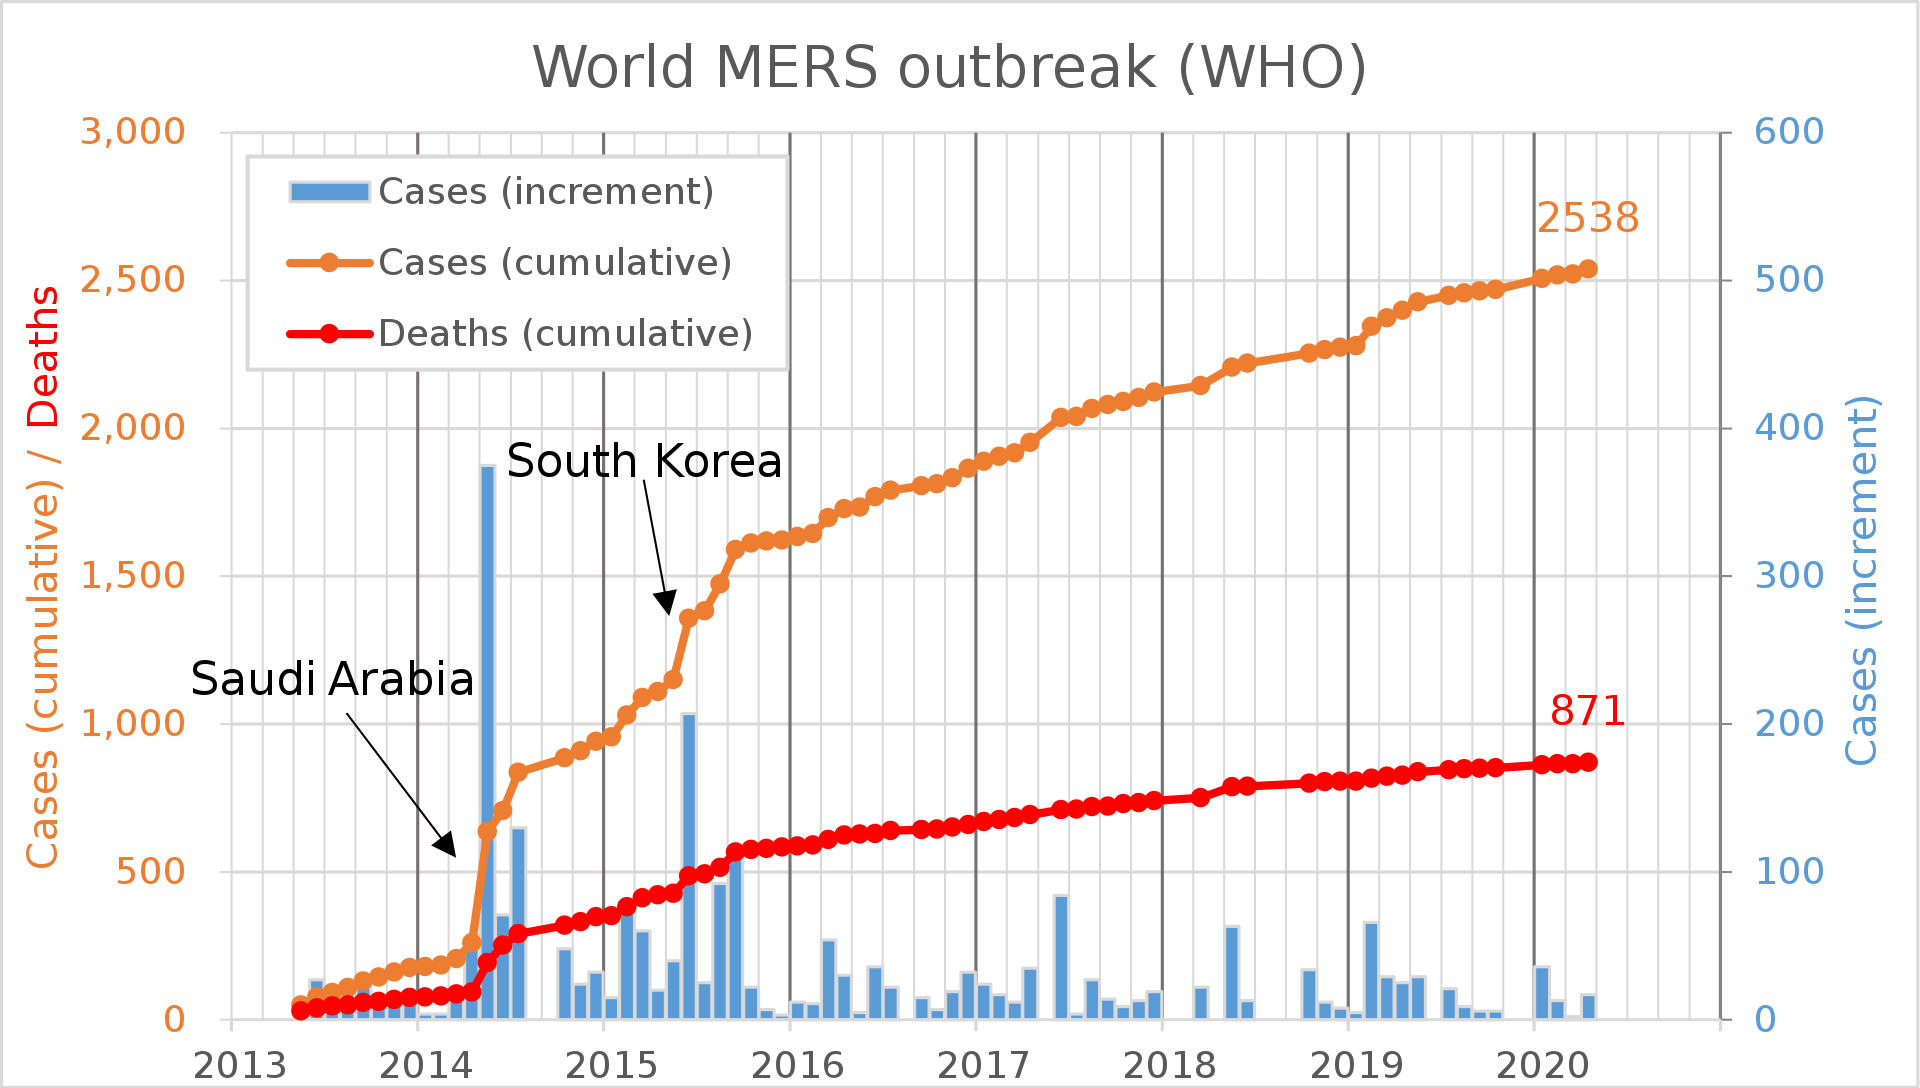 World MERS outbreak (WHO)
Cases (cumulative) / Deaths
3,000
2,500
2,000
1,500
1,000
500
0
Cases (increment)
Cases (cumulative)
Deaths (cumulative)
South Korea
Saudi Arabia
2538
871
600
500
400
300
200
100
0
Cases (increment)
2013 2014 2015 2016 2017 2018 2019 2020